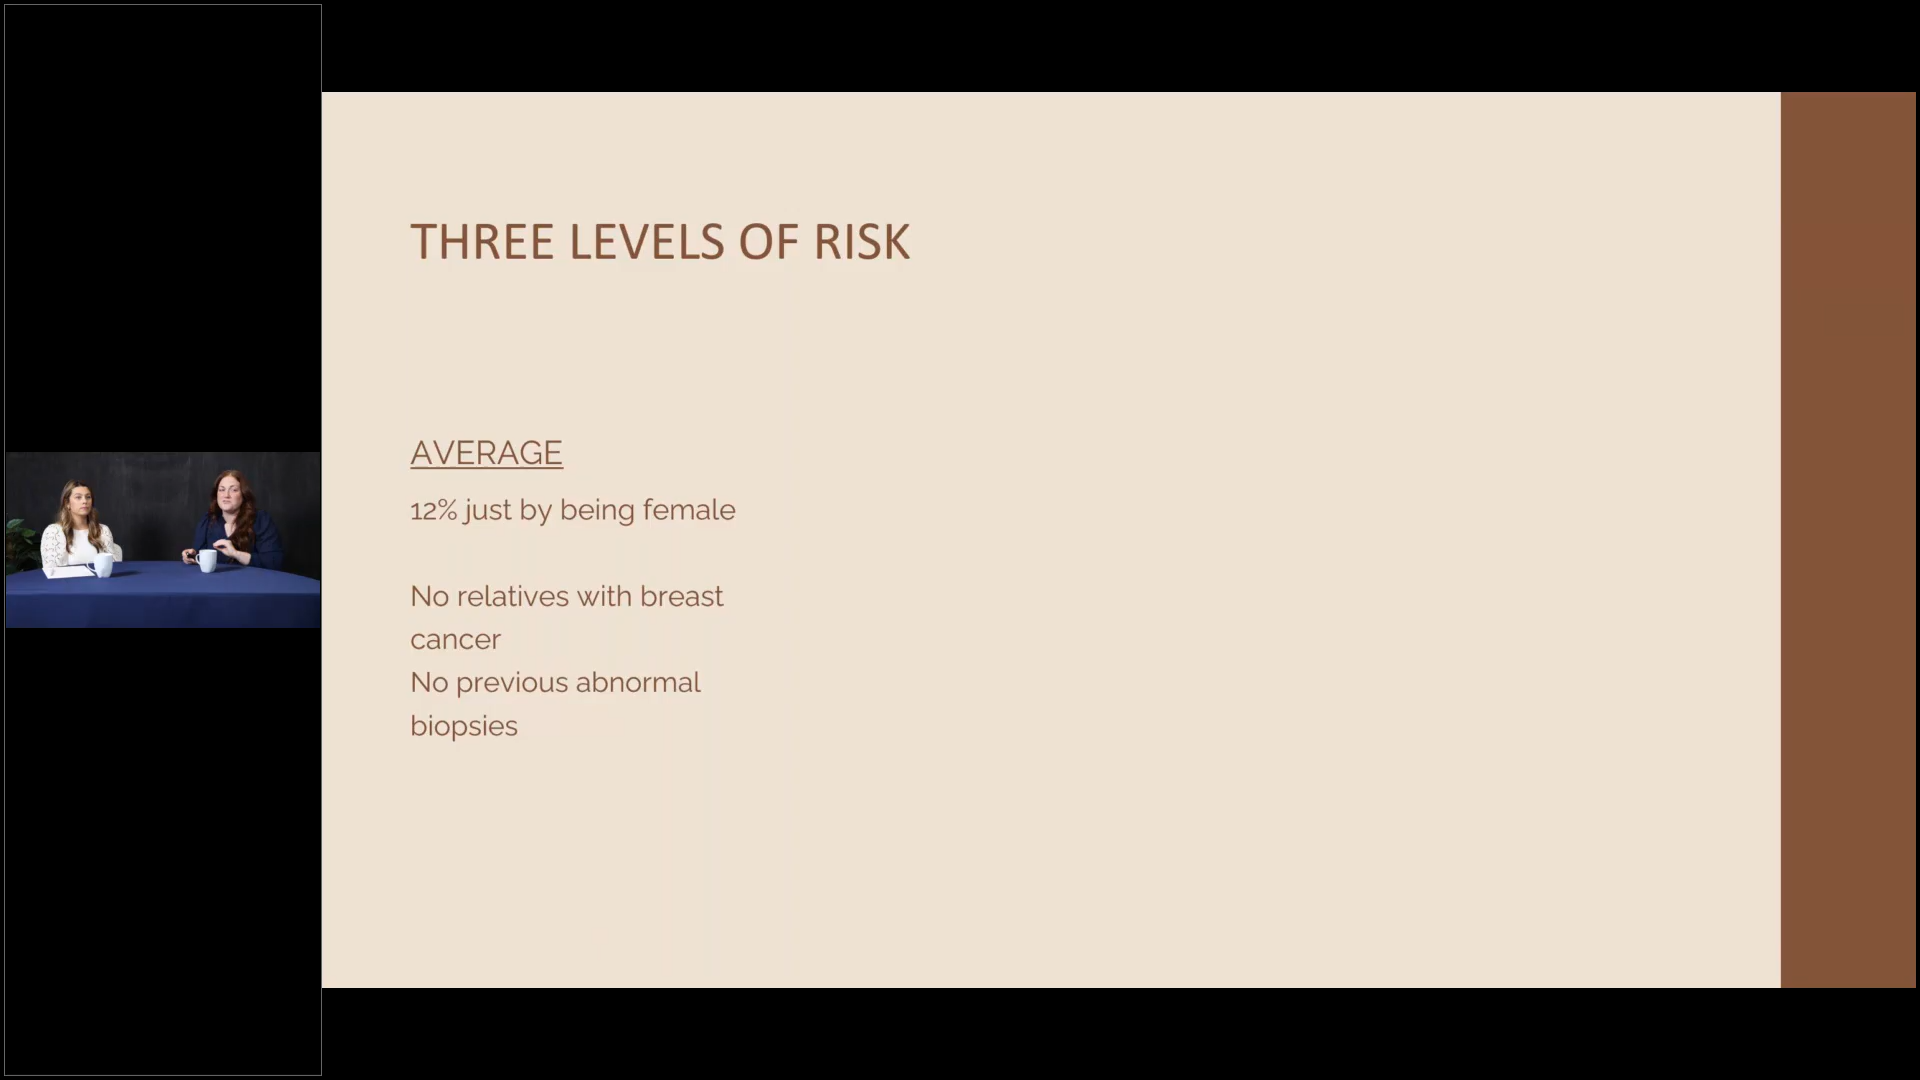 THREE LEVELS OF RISK
AVERAGE
12% just by being female
No relatives with breast
cancer
No previous abnormal
biopsies